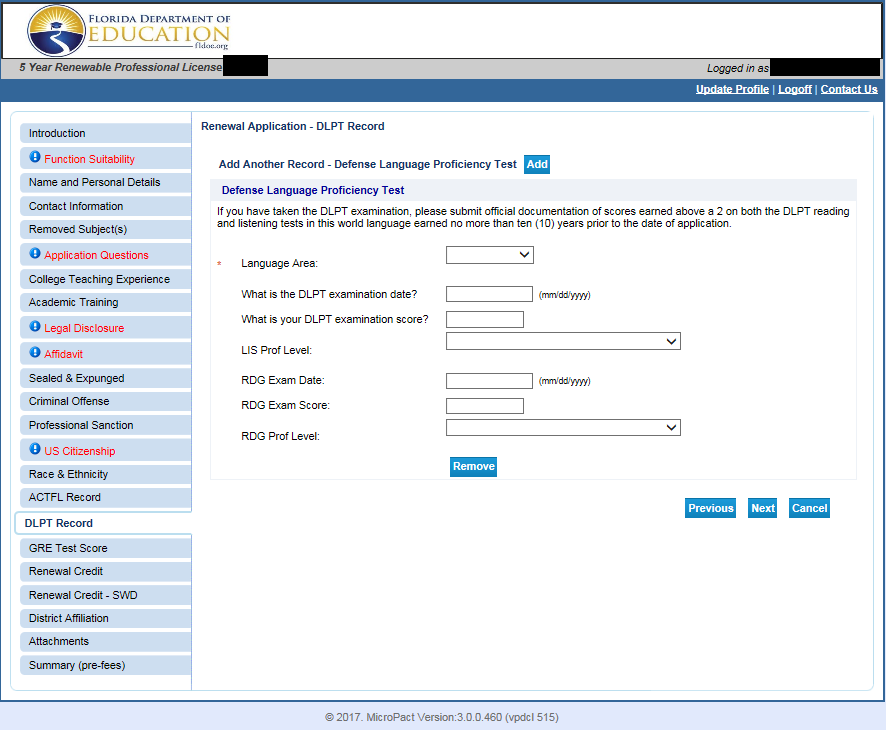 FLORIDA DEPARTMENT OF
EDUCATION
fldoe.org
5 Year Renewable Professional License
Logged in as
Update Profile | Logoff | Contact Us
Introduction
Function Suitability
Name and Personal Details
Contact Information
Removed Subject(s)
Application Questions
College Teaching Experience
Academic Training
Legal Disclosure
Affidavit
Sealed & Expunged
Criminal Offense
Professional Sanction
US Citizenship
Race & Ethnicity
ACTFL Record
DLPT Record
GRE Test Score
Renewal Credit
Renewal Credit - SWD
District Affiliation
Attachments
Summary (pre-fees)
Renewal Application - DLPT Record
Add Another Record - Defense Language Proficiency Test Add
Defense Language Proficiency Test
If you have taken the DLPT examination, please submit official documentation of scores earned above a 2 on both the DLPT reading
and listening tests in this world language earned no more than ten (10) years prior to the date of application.
* Language Area:
What is the DLPT examination date? (mm/dd/yyyy)
What is your DLPT examination score?
LIS Prof Level:
RDG Exam Date: (mm/dd/yyyy)
RDG Exam Score:
RDG Prof Level:
Remove
Previous Next Cancel
© 2017. MicroPact Version:3.0.0.460 (vpdcl 515)